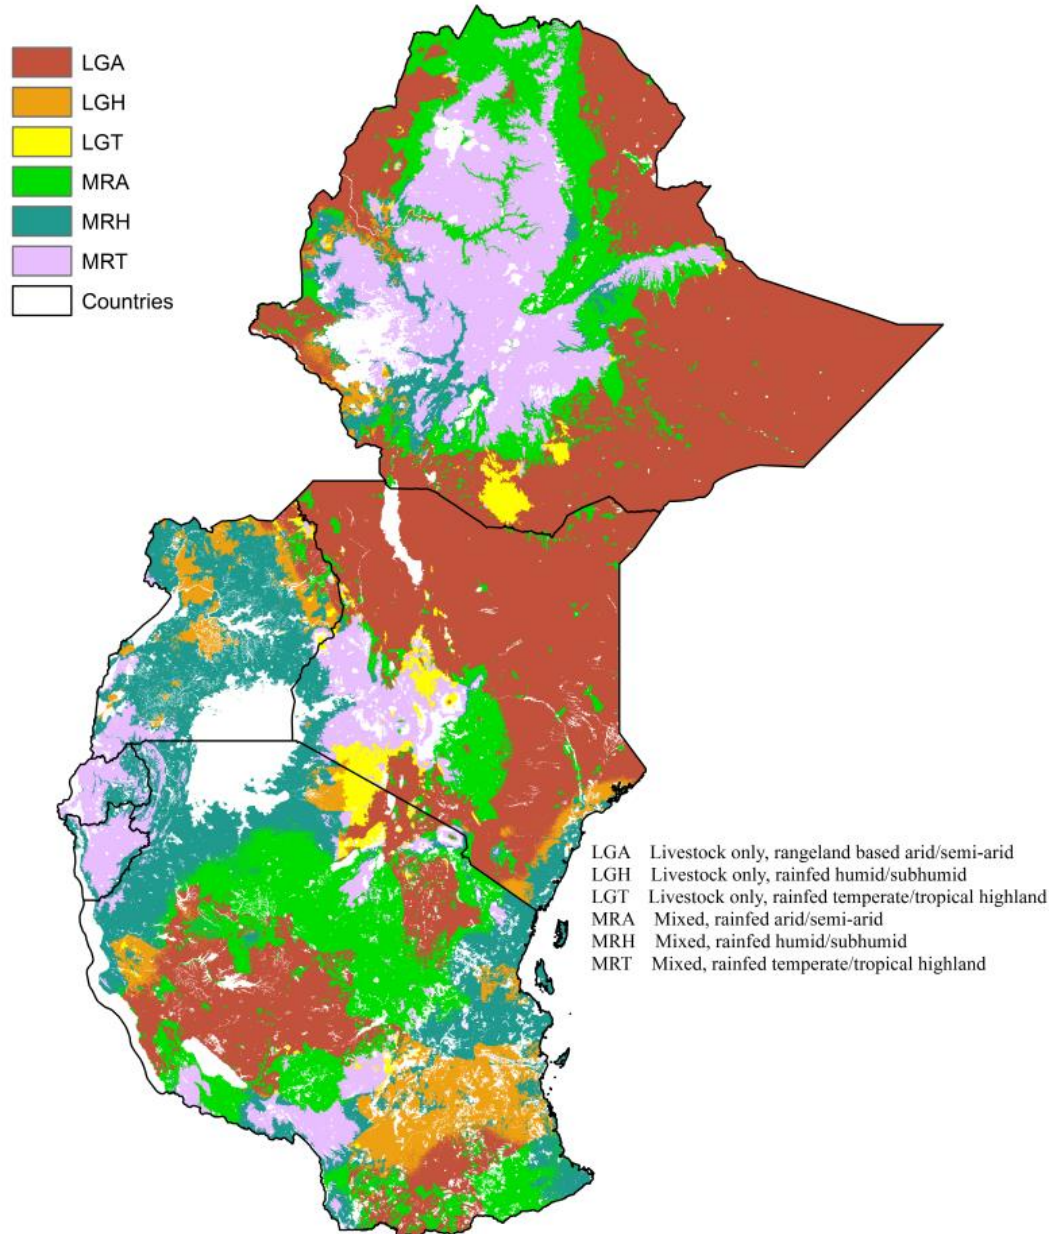 LGA
LGH
LGT
MRA
MRH
MRT
Countries
LGA Livestock only, rangeland based arid/semi-arid
LGH Livestock only, rainfed humid/subhumid
LGT Livestock only, rainfed temperate/tropical highland
MRA Mixed, rainfed arid/semi-arid
MRH Mixed, rainfed humid/subhumid
MRT Mixed, rainfed temperate/tropical highland